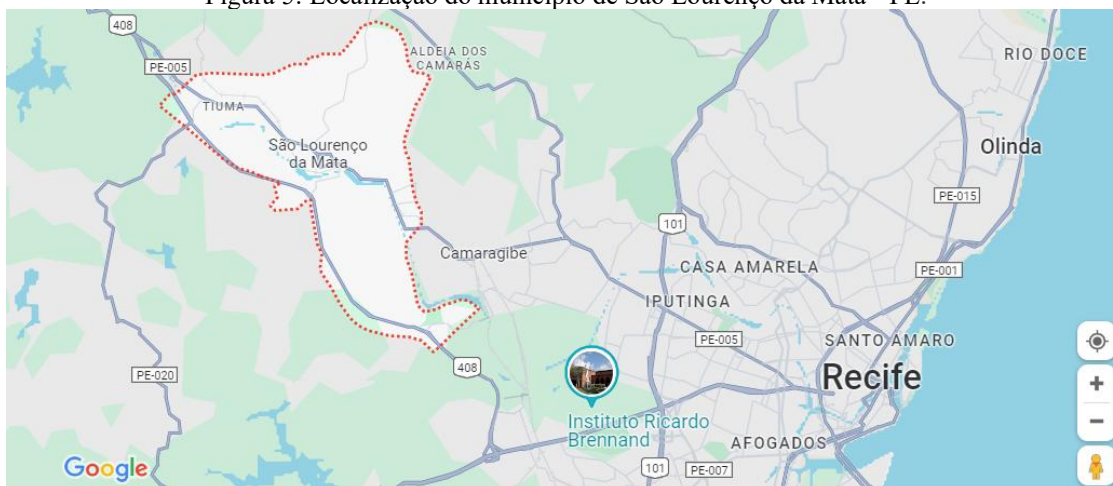 Figura 5: Localização do município de São Lourenço da Mata - PE.
408
ALDEIA DOS
CAMARÁS
RIO DOCE
PE-005
TIUMA
São Lourenço
da Mata
Olinda
PE-015
101
Camaragibe
CASA AMARELA
PE-001
IPUTINGA
PE-005
SANTO AMARO
PE-020
408
Recife
Instituto Ricardo
Brennand
AFOGADOS
Google
101
PE-007